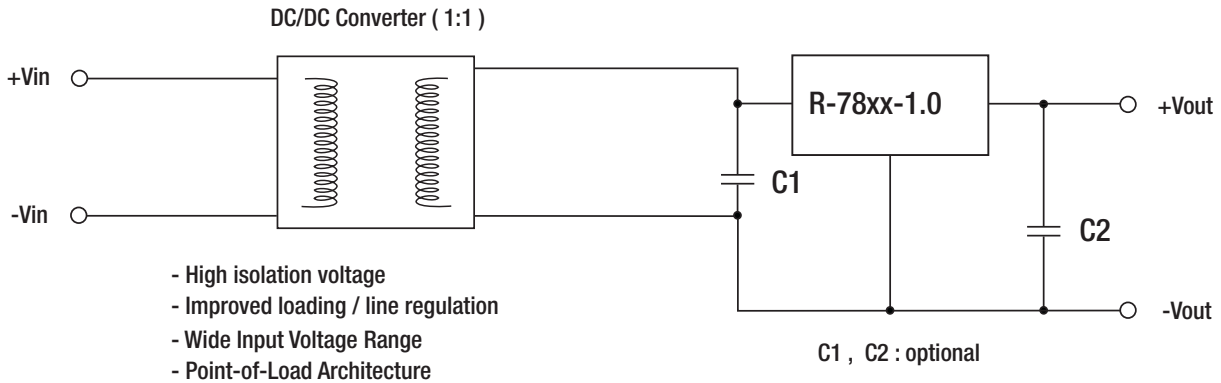 DC/DC Converter ( 1:1 )
+Vin
R-78xx-1.0
+Vout
C1
-Vin
C2
- High isolation voltage
- Improved loading / line regulation
- Wide Input Voltage Range
- Point-of-Load Architecture
-Vout
C1 , C2 : optional